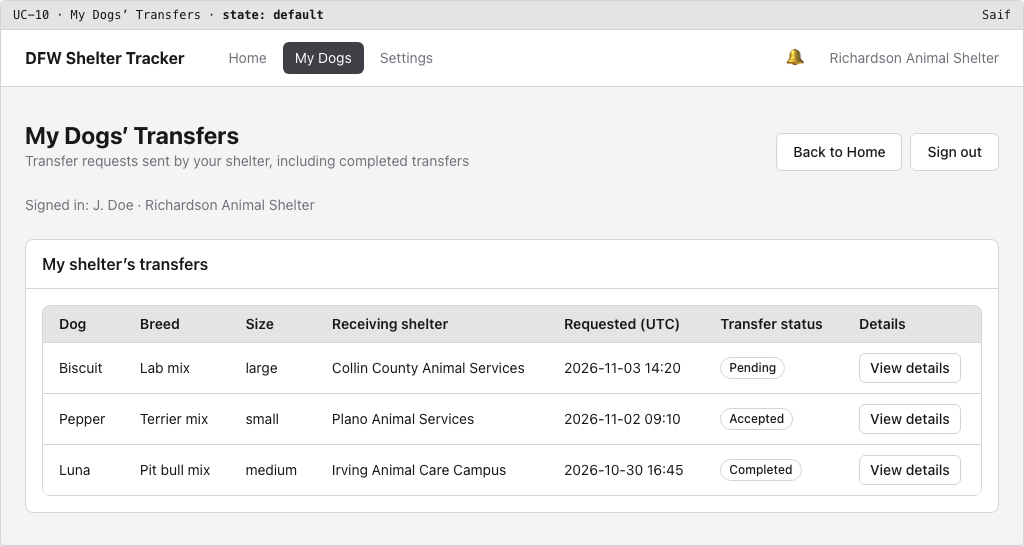 UC-10 · My Dogs’ Transfers · state: default Saif
DFW Shelter Tracker Home My Dogs Settings Richardson Animal Shelter
My Dogs’ Transfers
Transfer requests sent by your shelter, including completed transfers
Back to Home Sign out
Signed in: J. Doe · Richardson Animal Shelter
My shelter’s transfers
Dog Breed Size Receiving shelter Requested (UTC) Transfer status Details
Biscuit Lab mix large Collin County Animal Services 2026-11-03 14:20 Pending View details
Pepper Terrier mix small Plano Animal Services 2026-11-02 09:10 Accepted View details
Luna Pit bull mix medium Irving Animal Care Campus 2026-10-30 16:45 Completed View details